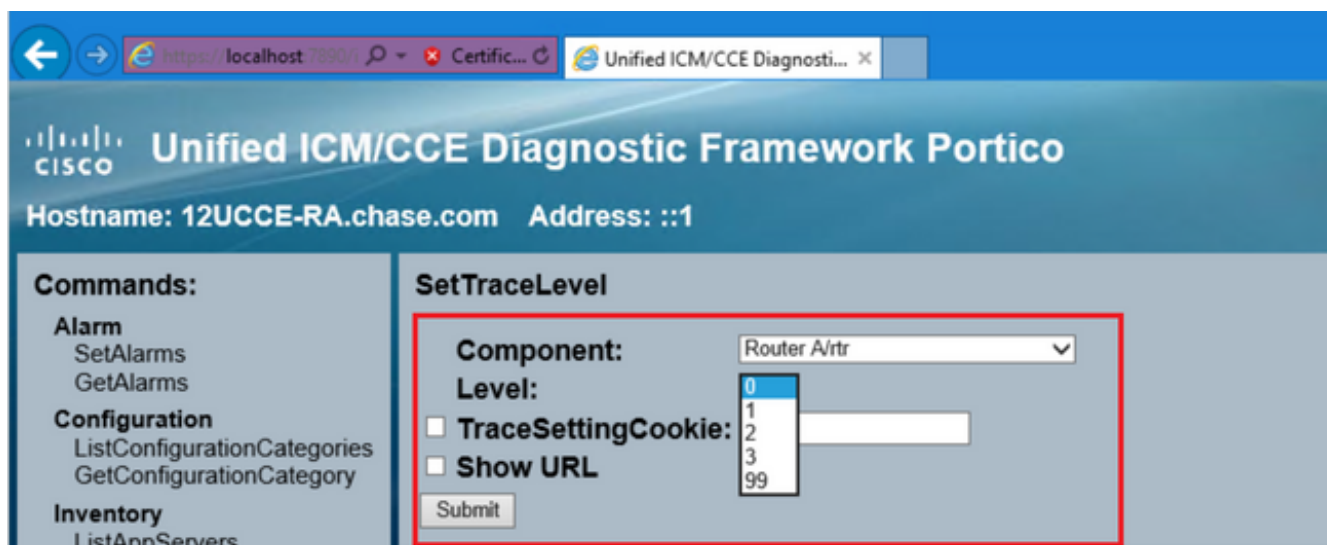 https://localhost:7890/i
Certific...
Unified ICM/CCE Diagnosti...
CISCO
Unified ICM/CCE Diagnostic Framework Portico
Hostname: 12UCCE-RA.chase.com Address: ::1
Commands:
Alarm
SetAlarms
GetAlarms
Configuration
ListConfigurationCategories
GetConfigurationCategory
Inventory
ListAppServers
SetTraceLevel
Component: Router A/rtr
Level: 0
1
2
3
99
TraceSettingCookie:
Show URL
Submit